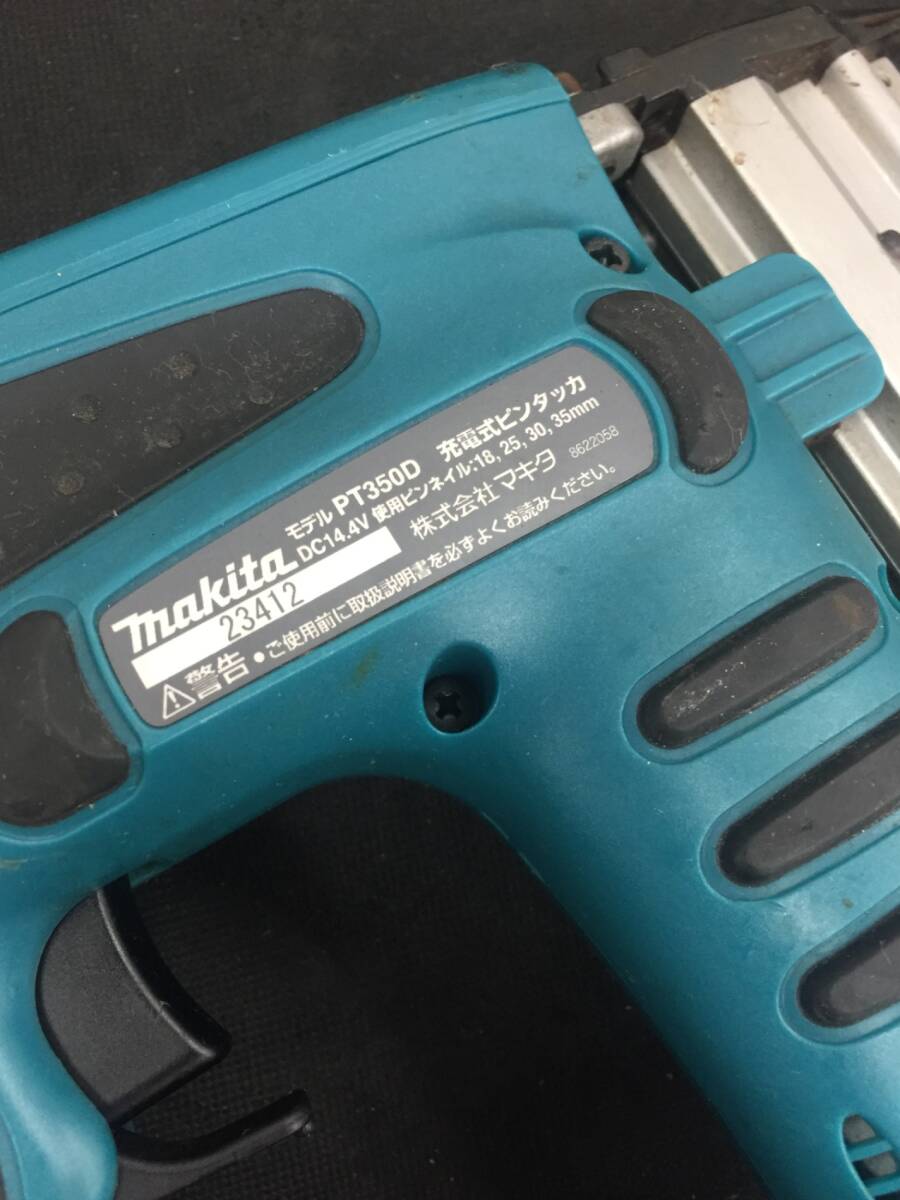 モデル PT350D 充電式ピンタッカ
makita DC14.4V 使用ピンネイル:18, 25, 30, 35mm
23412 株式会社マキタ 8622058
⚠警告 ●ご使用前に取扱説明書を必ずよくお読みください。